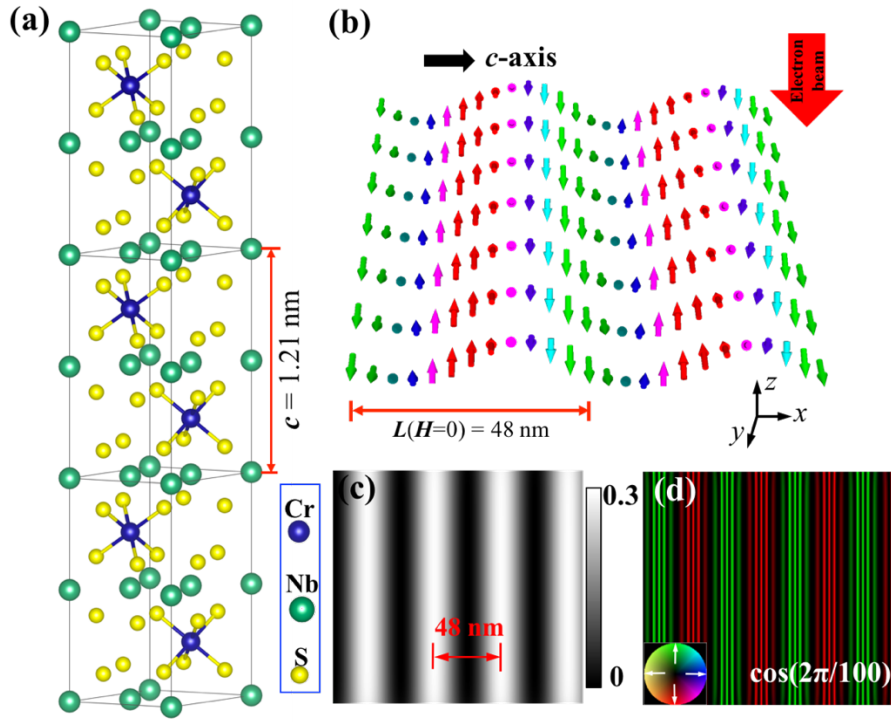 (a)
c = 1.21 nm
Cr
Nb
S
(b)
c-axis
Electron
beam
L(H=0) = 48 nm
z
x
y
(c)
48 nm
0.3
0
(d)
cos(2π/100)